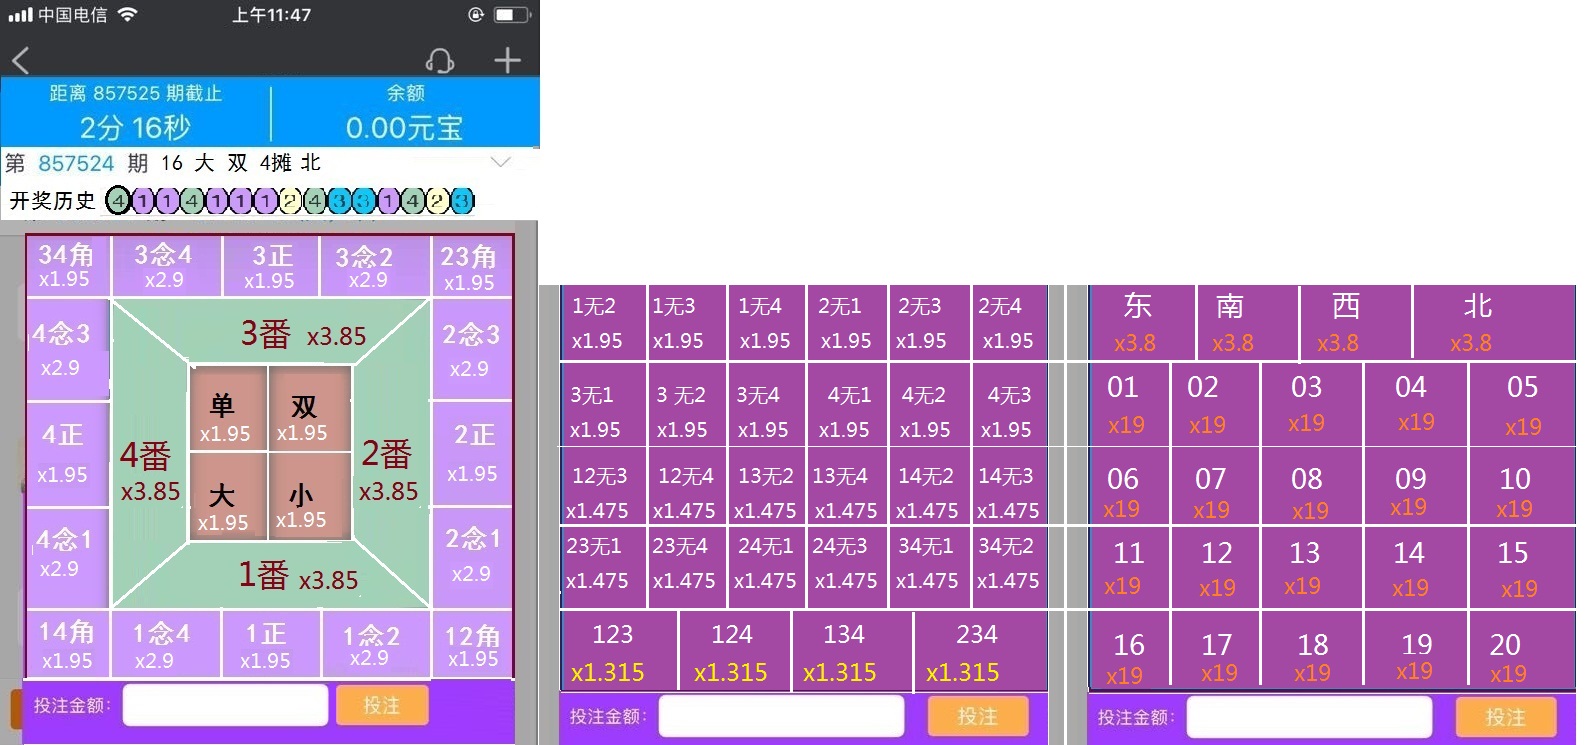 中国电信 上午11:47
距离 857525 期截止 余额
2分 16秒 0.00元宝
第 857524 期 16 大 双 4摊 北
开奖历史 4 1 1 4 1 1 1 2 4 3 3 1 4 2 3
34角 3念4 3正 3念2 23角
x1.95 x2.9 x1.95 x2.9 x1.95
3番 x3.85
4念3 2念3
x2.9 x2.9
单 双
x1.95 x1.95
4正 2正
x1.95 x1.95
4番 2番
x3.85 x3.85
大 小
x1.95 x1.95
4念1 2念1
x2.9 x2.9
1番 x3.85
14角 1念4 1正 1念2 12角
x1.95 x2.9 x1.95 x2.9 x1.95
投注金额: 投注
1无2 1无3 1无4 2无1 2无3 2无4
x1.95 x1.95 x1.95 x1.95 x1.95 x1.95
3无1 3 无2 3无4 4无1 4无2 4无3
x1.95 x1.95 x1.95 x1.95 x1.95 x1.95
12无3 12无4 13无2 13无4 14无2 14无3
x1.475 x1.475 x1.475 x1.475 x1.475 x1.475
23无1 23无4 24无1 24无3 34无1 34无2
x1.475 x1.475 x1.475 x1.475 x1.475 x1.475
123 124 134 234
x1.315 x1.315 x1.315 x1.315
投注金额: 投注
东 南 西 北
x3.8 x3.8 x3.8 x3.8
01 02 03 04 05
x19 x19 x19 x19 x19
06 07 08 09 10
x19 x19 x19 x19 x19
11 12 13 14 15
x19 x19 x19 x19 x19
16 17 18 19 20
x19 x19 x19 x19 x19
投注金额: 投注